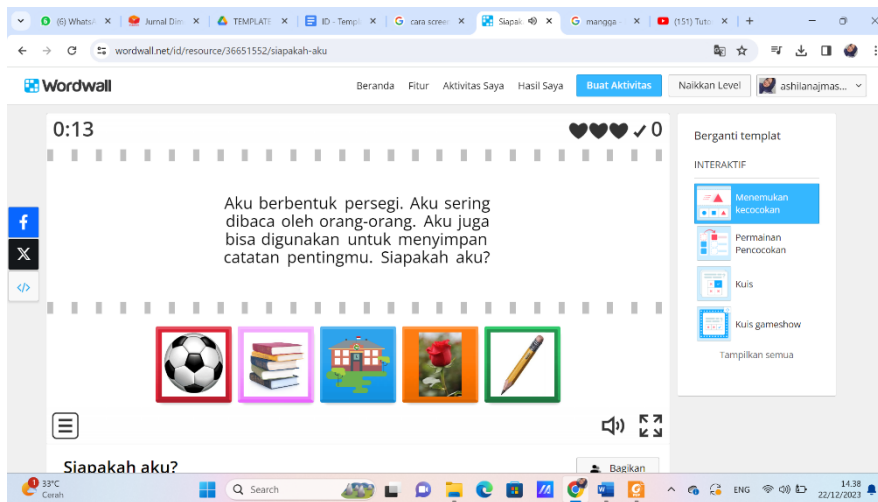 (6) WhatsA
Jurnal Dim
TEMPLATE
ID - Templ
cara screen
Siapak
mangga -
(151) Tuto
wordwall.net/id/resource/36651552/siapakah-aku
Wordwall
Beranda Fitur Aktivitas Saya Hasil Saya Buat Aktivitas Naikkan Level ashilanajmas...
0:13
0
Aku berbentuk persegi. Aku sering
dibaca oleh orang-orang. Aku juga
bisa digunakan untuk menyimpan
catatan pentingmu. Siapakah aku?
Siapakah aku?
Bagikan
Berganti templat
INTERAKTIF
Menemukan
kecocokan
Permainan
Pencocokan
Kuis
Kuis gameshow
Tampilkan semua
1
33°C
Cerah
Search
ENG
14.38
22/12/2023